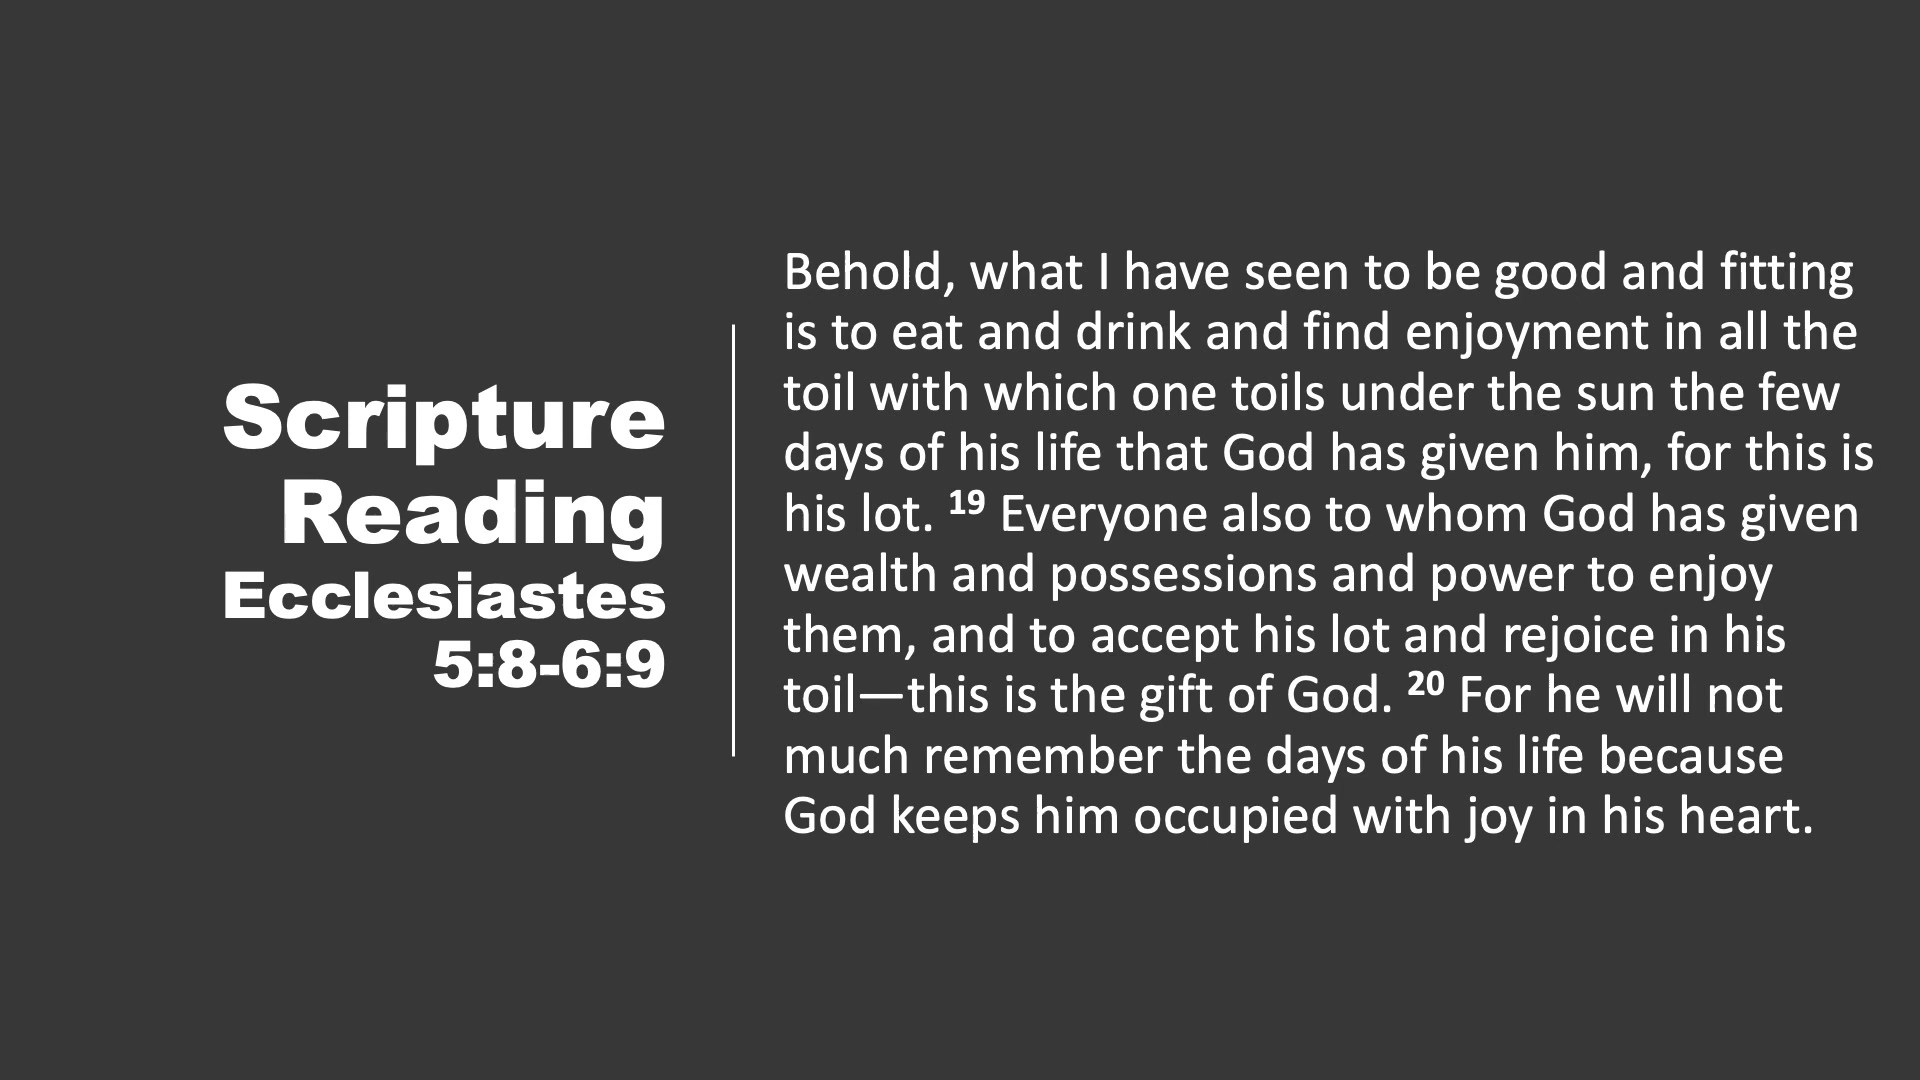 Scripture
Reading
Ecclesiastes
5:8-6:9
Behold, what I have seen to be good and fitting
is to eat and drink and find enjoyment in all the
toil with which one toils under the sun the few
days of his life that God has given him, for this is
his lot. 19 Everyone also to whom God has given
wealth and possessions and power to enjoy
them, and to accept his lot and rejoice in his
toil—this is the gift of God. 20 For he will not
much remember the days of his life because
God keeps him occupied with joy in his heart.